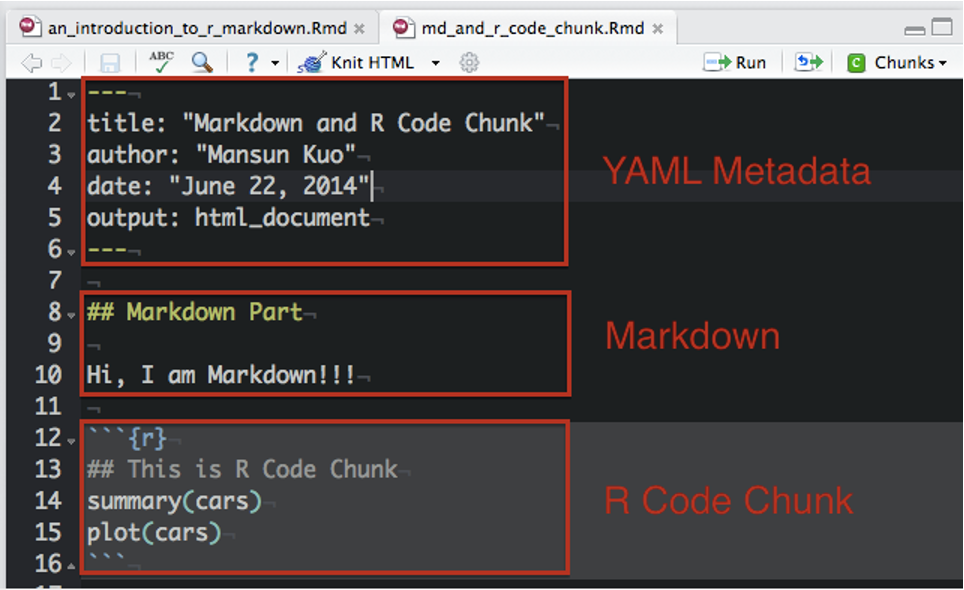 an_introduction_to_r_markdown.Rmd
md_and_r_code_chunk.Rmd
ABC ? Knit HTML Run C Chunks
1 ---
2 title: "Markdown and R Code Chunk"
3 author: "Mansun Kuo"
4 date: "June 22, 2014"
5 output: html_document
6 ---
YAML Metadata
7
8 ## Markdown Part
9
10 Hi, I am Markdown!!!
Markdown
11
12 ```{r}
13 ## This is R Code Chunk
14 summary(cars)
15 plot(cars)
16 ```
R Code Chunk